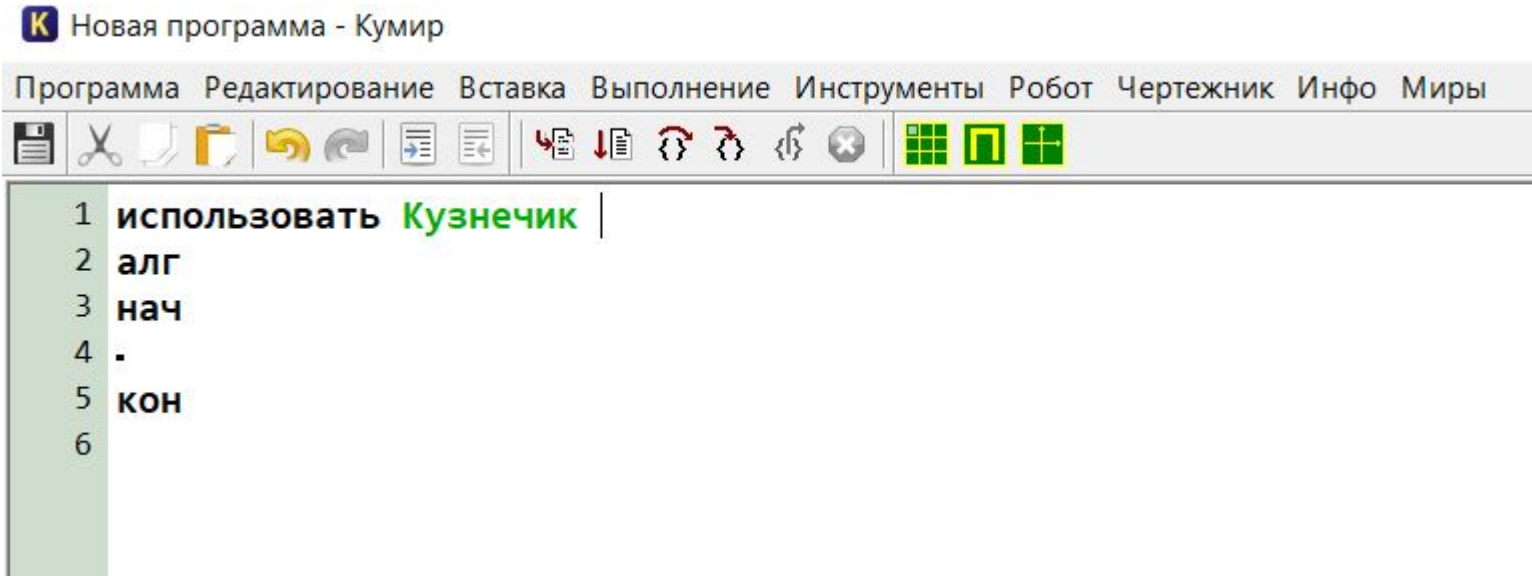 K Новая программа - Кумир
Программа Редактирование Вставка Выполнение Инструменты Робот Чертежник Инфо Миры
1 использовать Кузнечик
2 алг
3 нач
4 .
5 кон
6